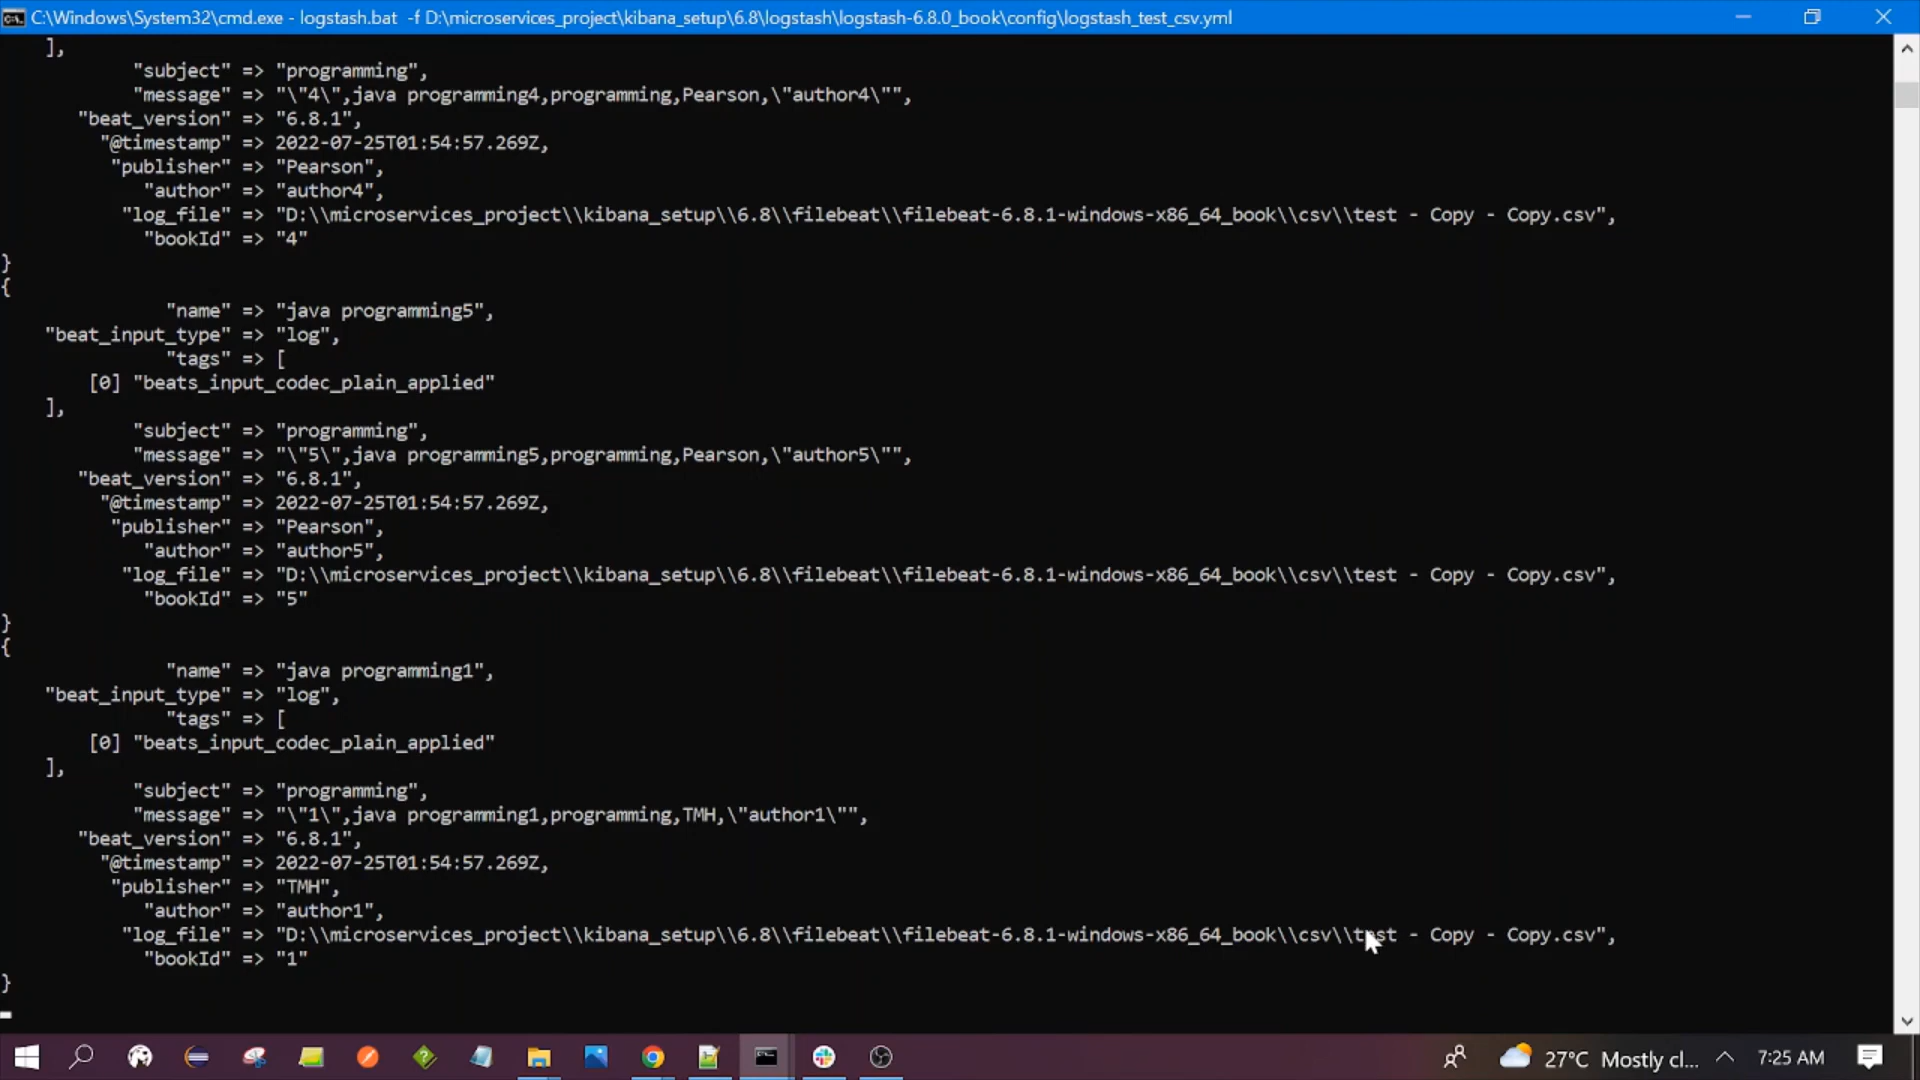 C:\Windows\System32\cmd.exe - logstash.bat -f D:\microservices_project\kibana_setup\6.8\logstash\logstash-6.8.0_book\config\logstash_test_csv.yml
],
"subject" => "programming",
"message" => "\"4\",java programming4,programming,Pearson,\"author4\"",
"beat_version" => "6.8.1",
"@timestamp" => 2022-07-25T01:54:57.269Z,
"publisher" => "Pearson",
"author" => "author4",
"log_file" => "D:\\microservices_project\\kibana_setup\\6.8\\filebeat\\filebeat-6.8.1-windows-x86_64_book\\csv\\test - Copy - Copy.csv",
"bookId" => "4"
}
{
"name" => "java programming5",
"beat_input_type" => "log",
"tags" => [
[0] "beats_input_codec_plain_applied"
],
"subject" => "programming",
"message" => "\"5\",java programming5,programming,Pearson,\"author5\"",
"beat_version" => "6.8.1",
"@timestamp" => 2022-07-25T01:54:57.269Z,
"publisher" => "Pearson",
"author" => "author5",
"log_file" => "D:\\microservices_project\\kibana_setup\\6.8\\filebeat\\filebeat-6.8.1-windows-x86_64_book\\csv\\test - Copy - Copy.csv",
"bookId" => "5"
}
{
"name" => "java programming1",
"beat_input_type" => "log",
"tags" => [
[0] "beats_input_codec_plain_applied"
],
"subject" => "programming",
"message" => "\"1\",java programming1,programming,TMH,\"author1\"",
"beat_version" => "6.8.1",
"@timestamp" => 2022-07-25T01:54:57.269Z,
"publisher" => "TMH",
"author" => "author1",
"log_file" => "D:\\microservices_project\\kibana_setup\\6.8\\filebeat\\filebeat-6.8.1-windows-x86_64_book\\csv\\test - Copy - Copy.csv",
"bookId" => "1"
}
27°C Mostly cl... 7:25 AM